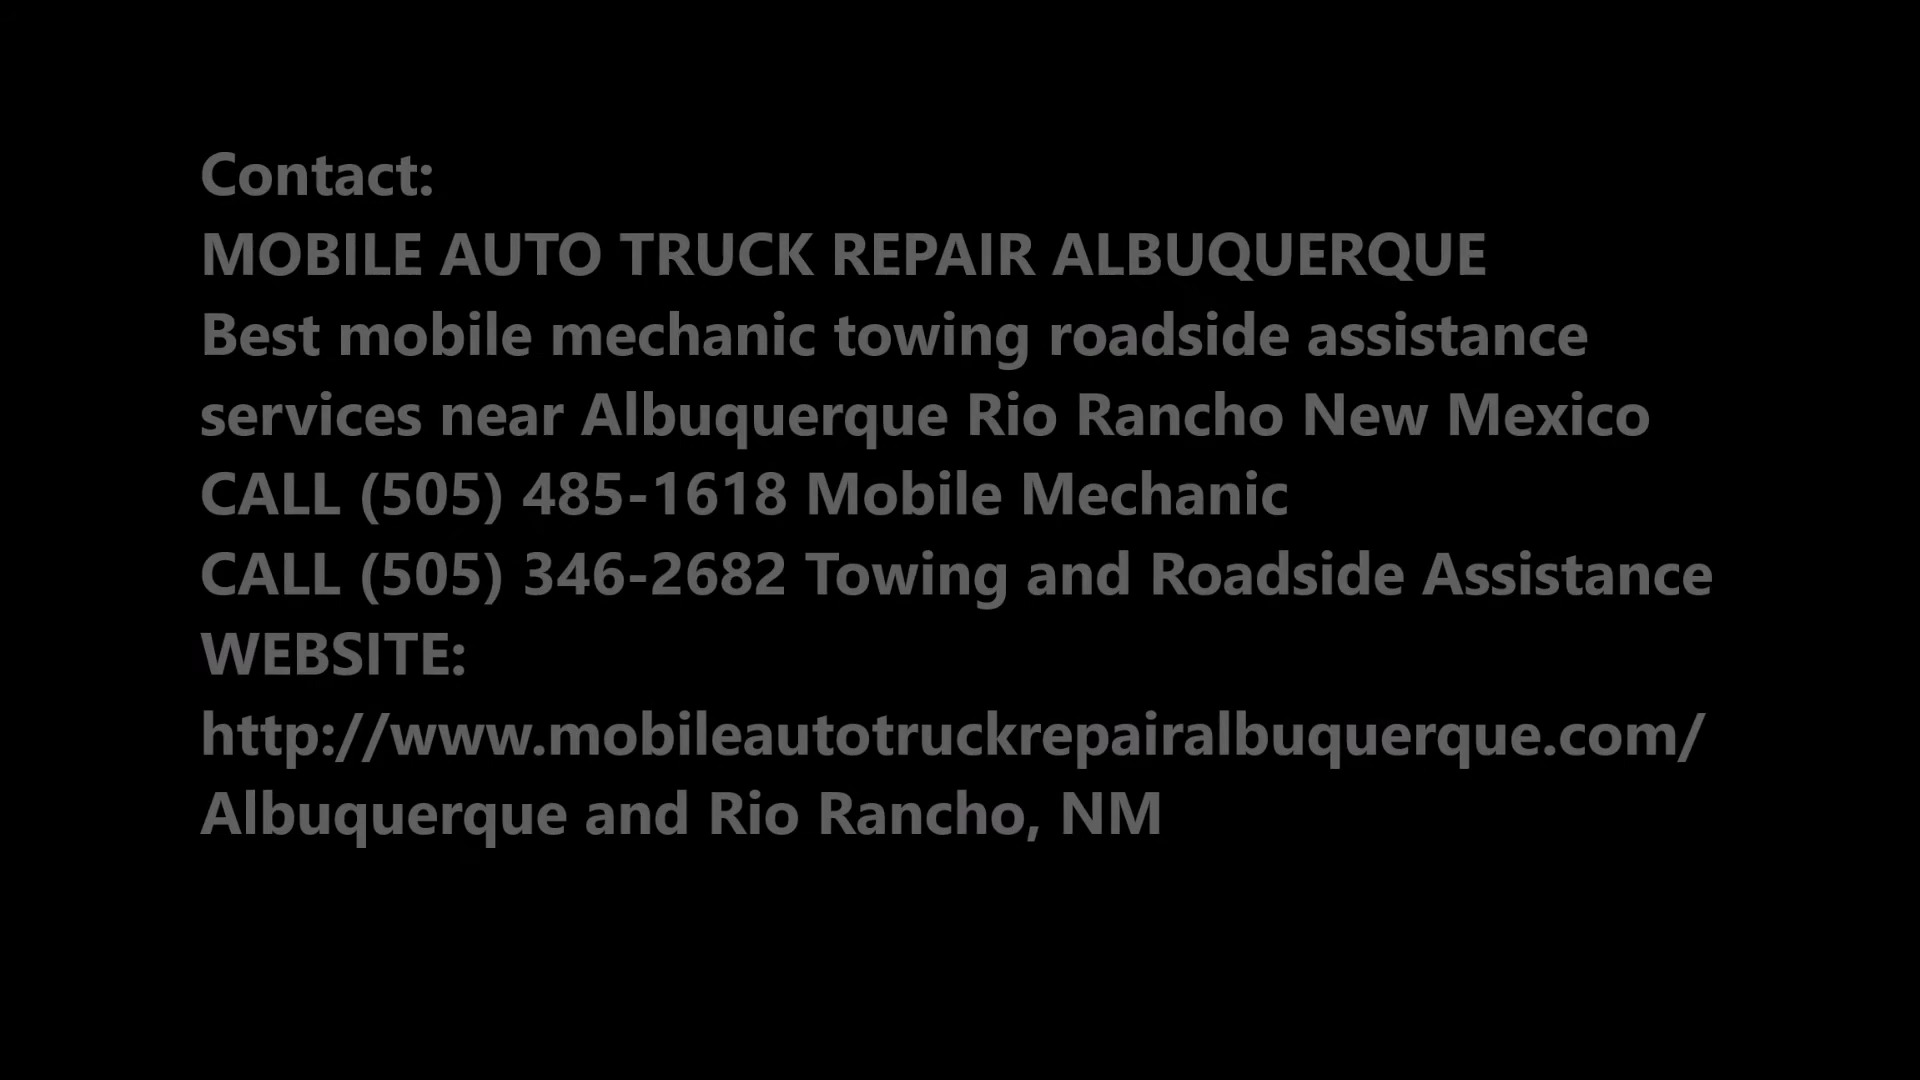 Contact:
MOBILE AUTO TRUCK REPAIR ALBUQUERQUE
Best mobile mechanic towing roadside assistance
services near Albuquerque Rio Rancho New Mexico
CALL (505) 485-1618 Mobile Mechanic
CALL (505) 346-2682 Towing and Roadside Assistance
WEBSITE:
http://www.mobileautotruckrepairalbuquerque.com/
Albuquerque and Rio Rancho, NM